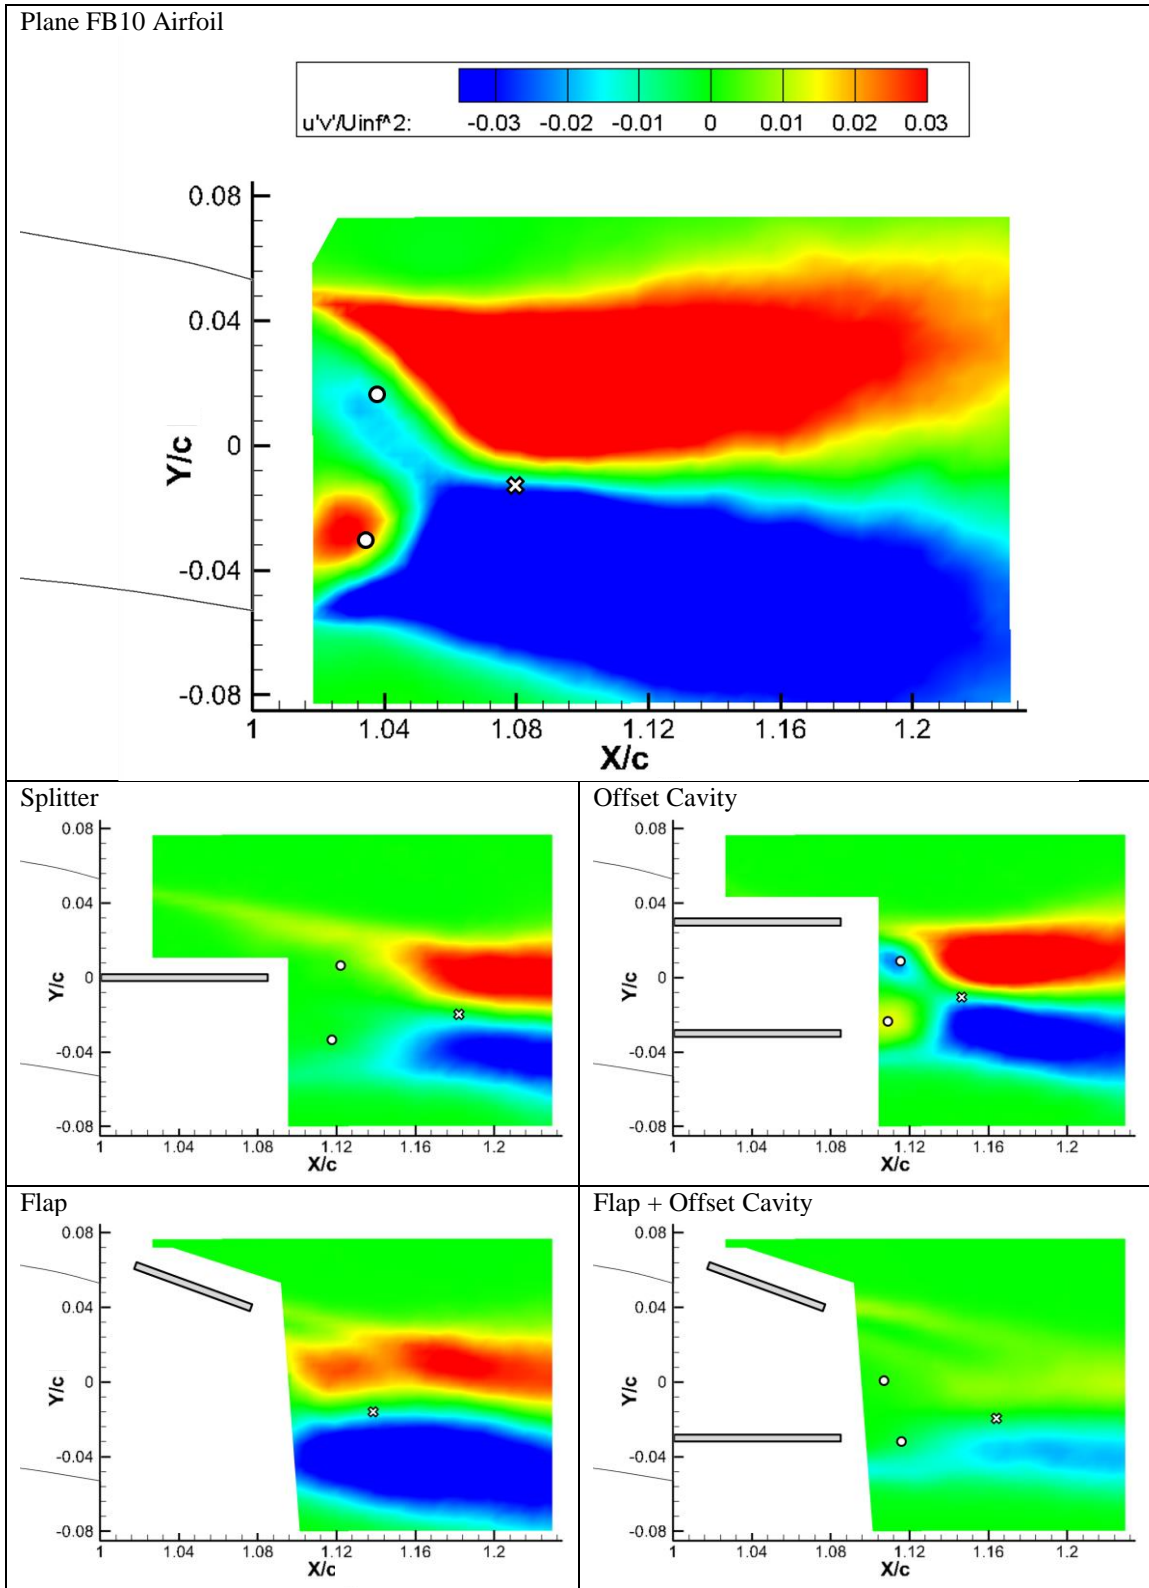 Plane FB10 Airfoil
u'v'/Uinf^2: -0.03 -0.02 -0.01 0 0.01 0.02 0.03
0.08
0.04
Y/c 0
-0.04
-0.08
1 1.04 1.08 1.12 1.16 1.2
X/c
Splitter
0.08
0.04
Y/c 0
-0.04
-0.08
1 1.04 1.08 1.12 1.16 1.2
X/c
Offset Cavity
0.08
0.04
Y/c 0
-0.04
-0.08
1 1.04 1.08 1.12 1.16 1.2
X/c
Flap
0.08
0.04
Y/c 0
-0.04
-0.08
1 1.04 1.08 1.12 1.16 1.2
X/c
Flap + Offset Cavity
0.08
0.04
Y/c 0
-0.04
-0.08
1 1.04 1.08 1.12 1.16 1.2
X/c